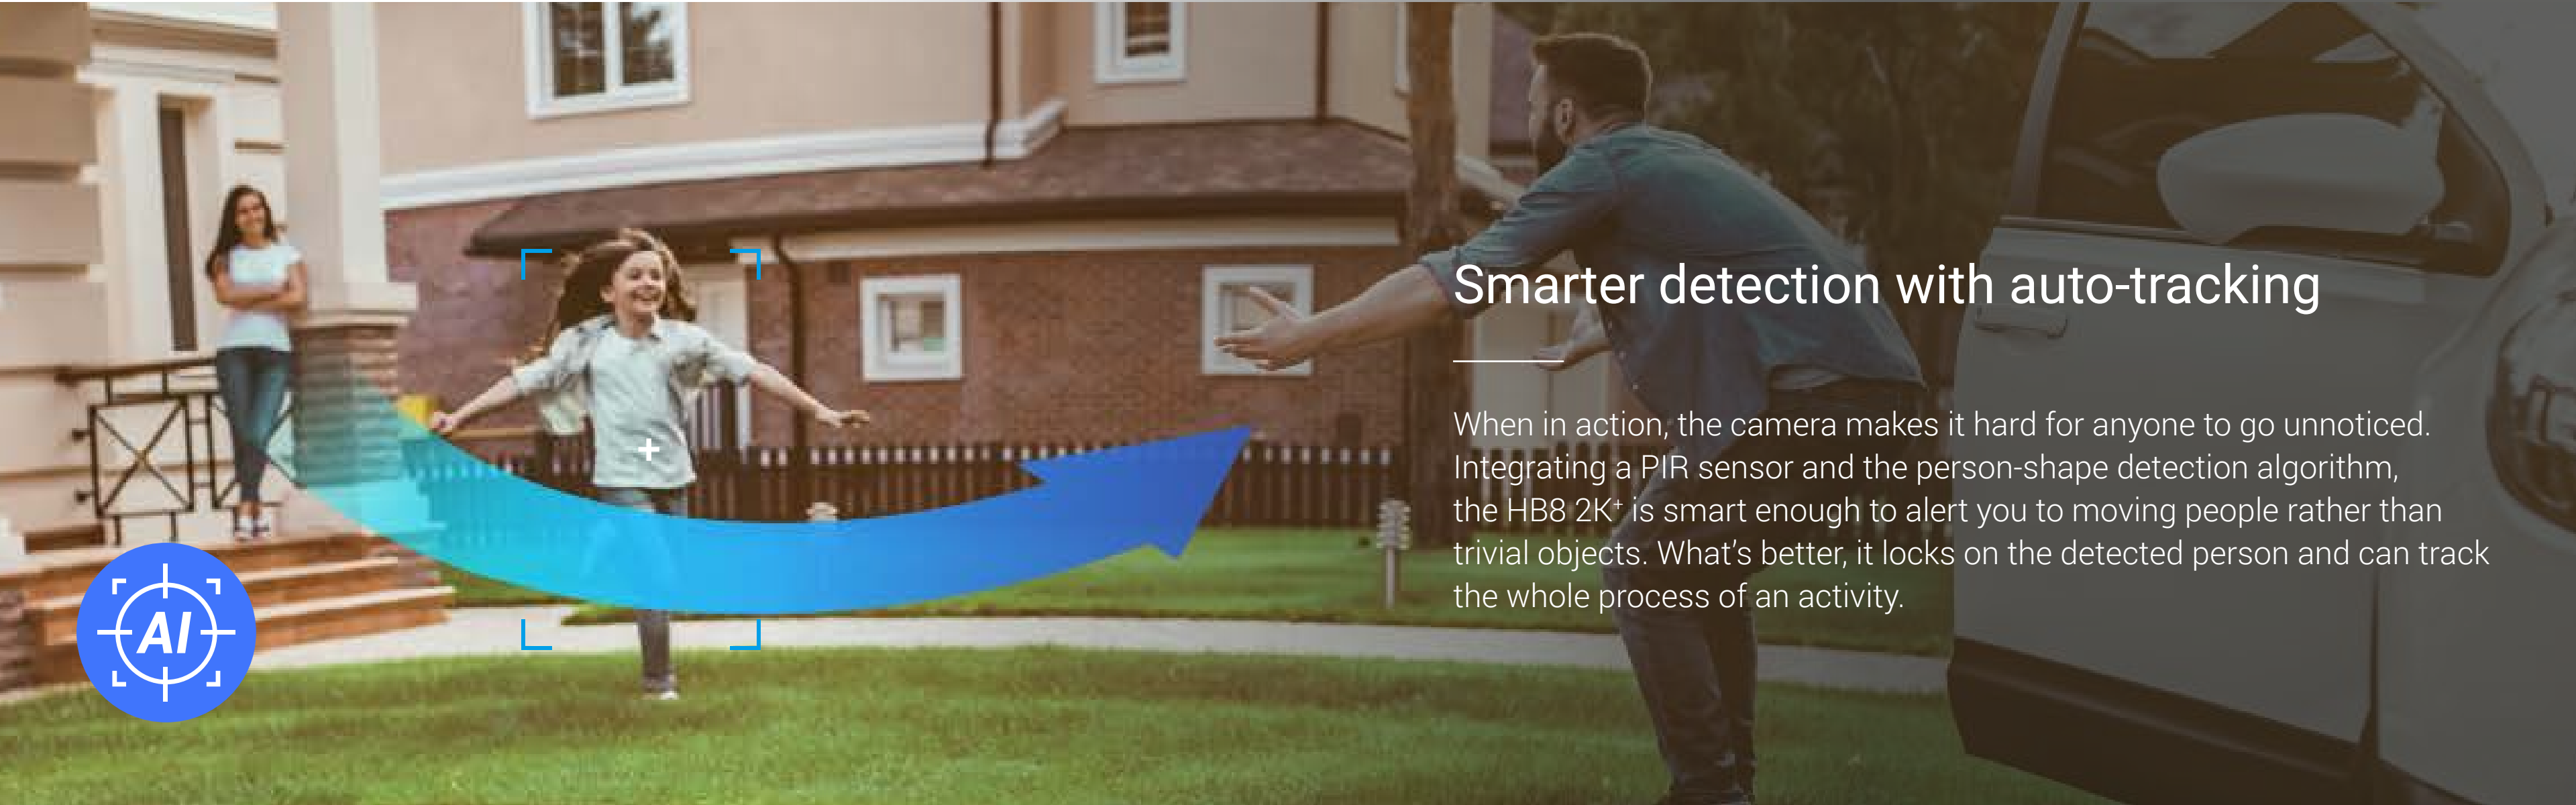 Smarter detection with auto-tracking
When in action, the camera makes it hard for anyone to go unnoticed.
Integrating a PIR sensor and the person-shape detection algorithm,
the HB8 2K⁺ is smart enough to alert you to moving people rather than
trivial objects. What’s better, it locks on the detected person and can track
the whole process of an activity.
AI